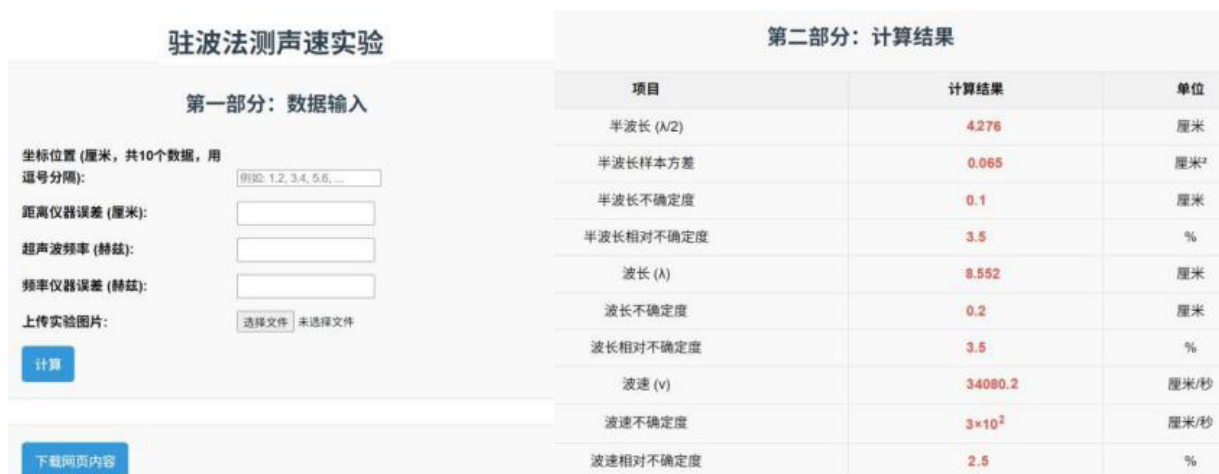 驻波法测声速实验
第一部分：数据输入
坐标位置 (厘米，共10个数据，用
逗号分隔):
例如: 1.2, 3.4, 5.6, ...
距离仪器误差 (厘米):
超声波频率 (赫兹):
频率仪器误差 (赫兹):
上传实验图片:
选择文件 未选择文件
计算
下载网页内容
第二部分：计算结果
项目 计算结果 单位
半波长 (λ/2) 4.276 厘米
半波长样本方差 0.065 厘米²
半波长不确定度 0.1 厘米
半波长相对不确定度 3.5 %
波长 (λ) 8.552 厘米
波长不确定度 0.2 厘米
波长相对不确定度 3.5 %
波速 (v) 34080.2 厘米/秒
波速不确定度 3×10² 厘米/秒
波速相对不确定度 2.5 %